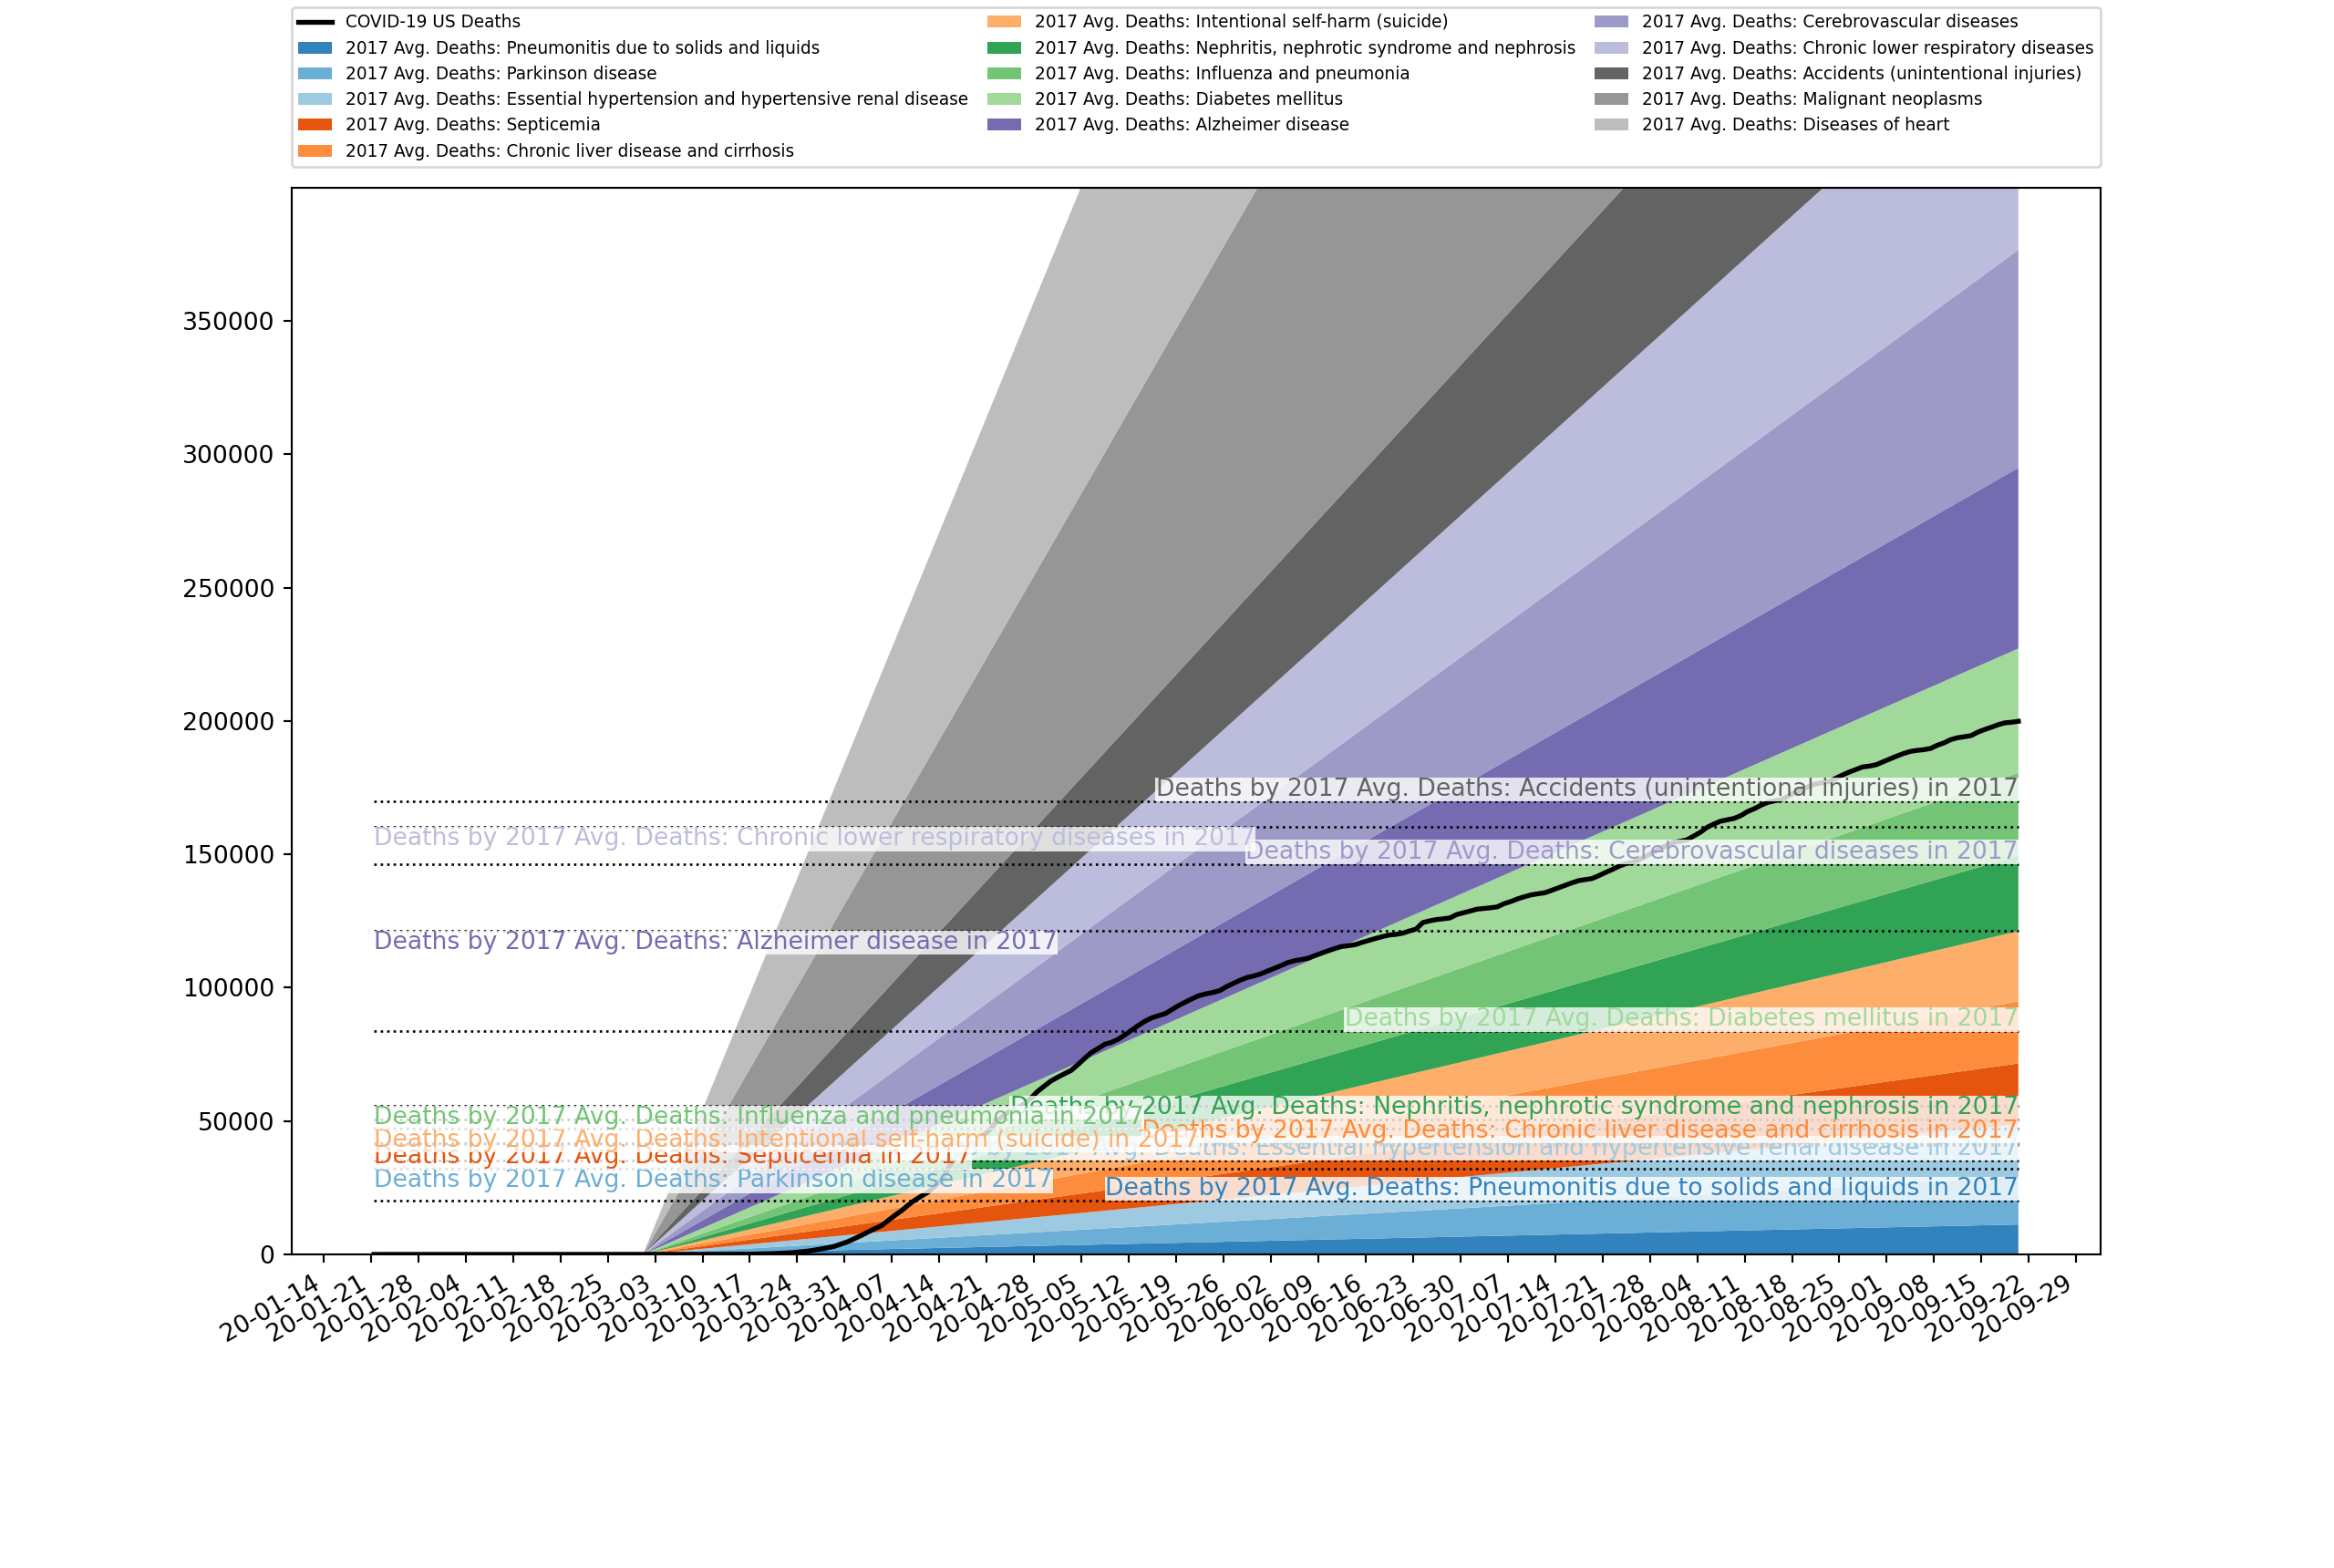 COVID-19 US Deaths
2017 Avg. Deaths: Pneumonitis due to solids and liquids
2017 Avg. Deaths: Parkinson disease
2017 Avg. Deaths: Essential hypertension and hypertensive renal disease
2017 Avg. Deaths: Septicemia
2017 Avg. Deaths: Chronic liver disease and cirrhosis
2017 Avg. Deaths: Intentional self-harm (suicide)
2017 Avg. Deaths: Nephritis, nephrotic syndrome and nephrosis
2017 Avg. Deaths: Influenza and pneumonia
2017 Avg. Deaths: Diabetes mellitus
2017 Avg. Deaths: Alzheimer disease
2017 Avg. Deaths: Cerebrovascular diseases
2017 Avg. Deaths: Chronic lower respiratory diseases
2017 Avg. Deaths: Accidents (unintentional injuries)
2017 Avg. Deaths: Malignant neoplasms
2017 Avg. Deaths: Diseases of heart
350000
300000
250000
200000
150000
100000
50000
0
Deaths by 2017 Avg. Deaths: Accidents (unintentional injuries) in 2017
Deaths by 2017 Avg. Deaths: Chronic lower respiratory diseases in 2017
Deaths by 2017 Avg. Deaths: Cerebrovascular diseases in 2017
Deaths by 2017 Avg. Deaths: Alzheimer disease in 2017
Deaths by 2017 Avg. Deaths: Diabetes mellitus in 2017
Deaths by 2017 Avg. Deaths: Nephritis, nephrotic syndrome and nephrosis in 2017
Deaths by 2017 Avg. Deaths: Influenza and pneumonia in 2017
Deaths by 2017 Avg. Deaths: Chronic liver disease and cirrhosis in 2017
Deaths by 2017 Avg. Deaths: Intentional self-harm (suicide) in 2017
by 2017 Avg. Deaths: Essential hypertension and hypertensive renal disease in 2017
Deaths by 2017 Avg. Deaths: Septicemia in 2017
Deaths by 2017 Avg. Deaths: Parkinson disease in 2017
Deaths by 2017 Avg. Deaths: Pneumonitis due to solids and liquids in 2017
20-01-14
20-01-21
20-01-28
20-02-04
20-02-11
20-02-18
20-02-25
20-03-03
20-03-10
20-03-17
20-03-24
20-03-31
20-04-07
20-04-14
20-04-21
20-04-28
20-05-05
20-05-12
20-05-19
20-05-26
20-06-02
20-06-09
20-06-16
20-06-23
20-06-30
20-07-07
20-07-14
20-07-21
20-07-28
20-08-04
20-08-11
20-08-18
20-08-25
20-09-01
20-09-08
20-09-15
20-09-22
20-09-29